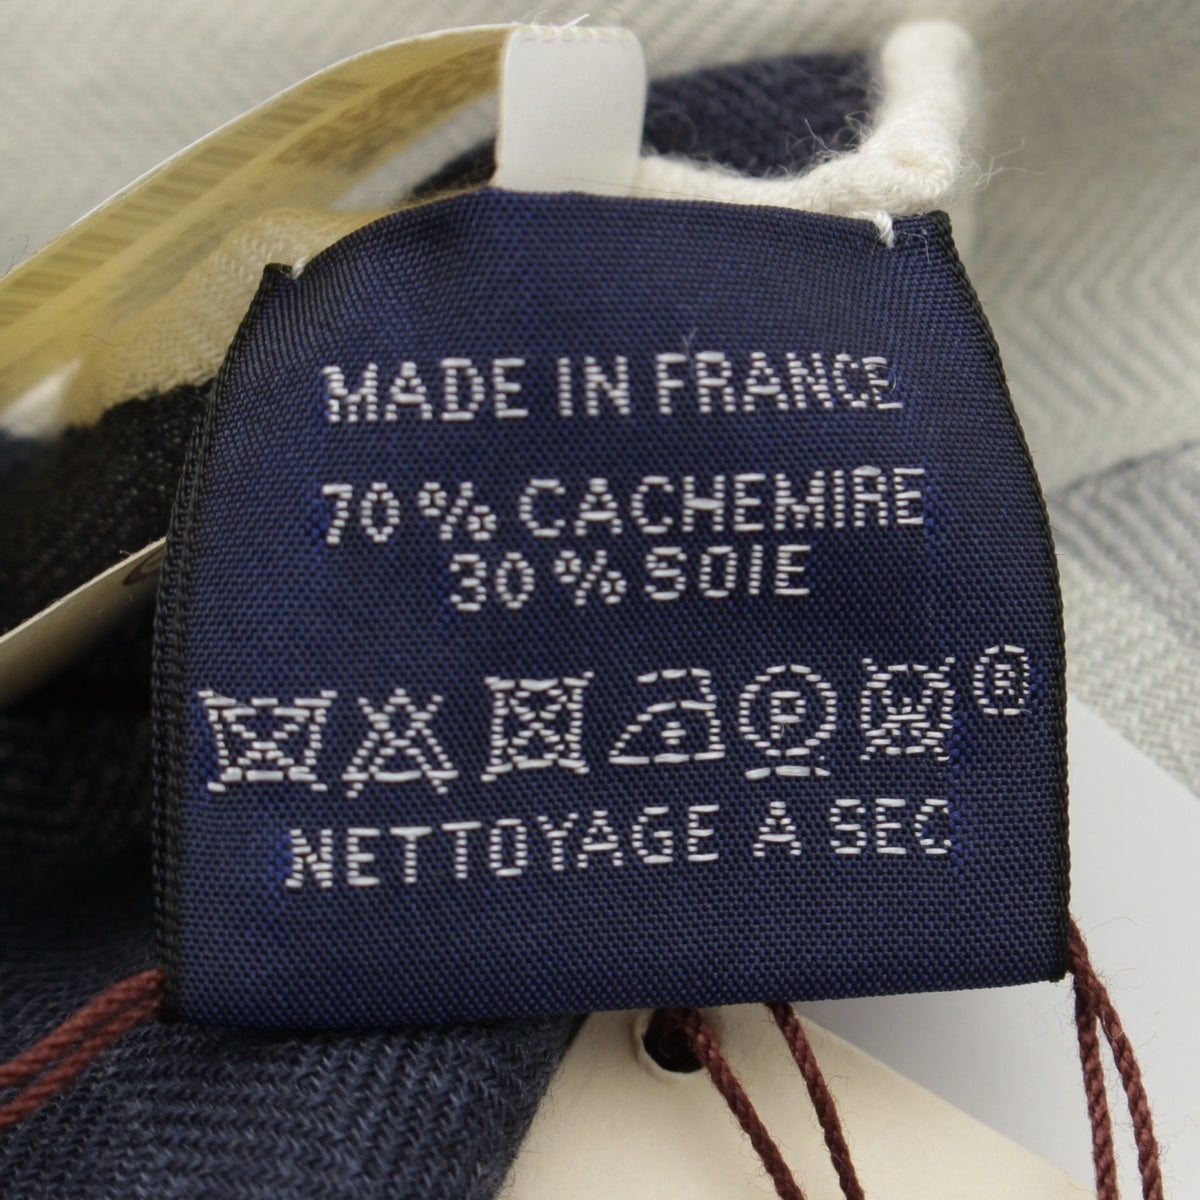 MADE IN FRANCE
70 % CACHEMIRE
30 % SOIE
P ®
NETTOYAGE A SEC